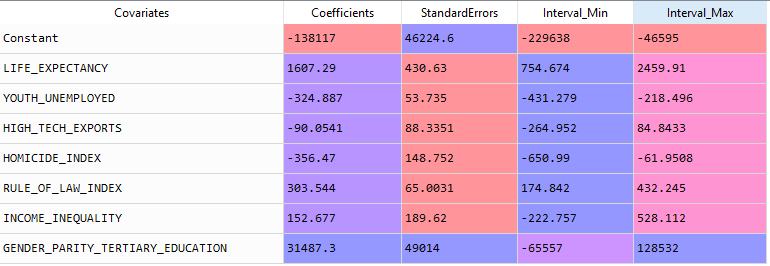 Covariates Coefficients StandardErrors Interval_Min Interval_Max
Constant -138117 46224.6 -229638 -46595
LIFE_EXPECTANCY 1607.29 430.63 754.674 2459.91
YOUTH_UNEMPLOYED -324.887 53.735 -431.279 -218.496
HIGH_TECH_EXPORTS -90.0541 88.3351 -264.952 84.8433
HOMICIDE_INDEX -356.47 148.752 -650.99 -61.9508
RULE_OF_LAW_INDEX 303.544 65.0031 174.842 432.245
INCOME_INEQUALITY 152.677 189.62 -222.757 528.112
GENDER_PARITY_TERTIARY_EDUCATION 31487.3 49014 -65557 128532